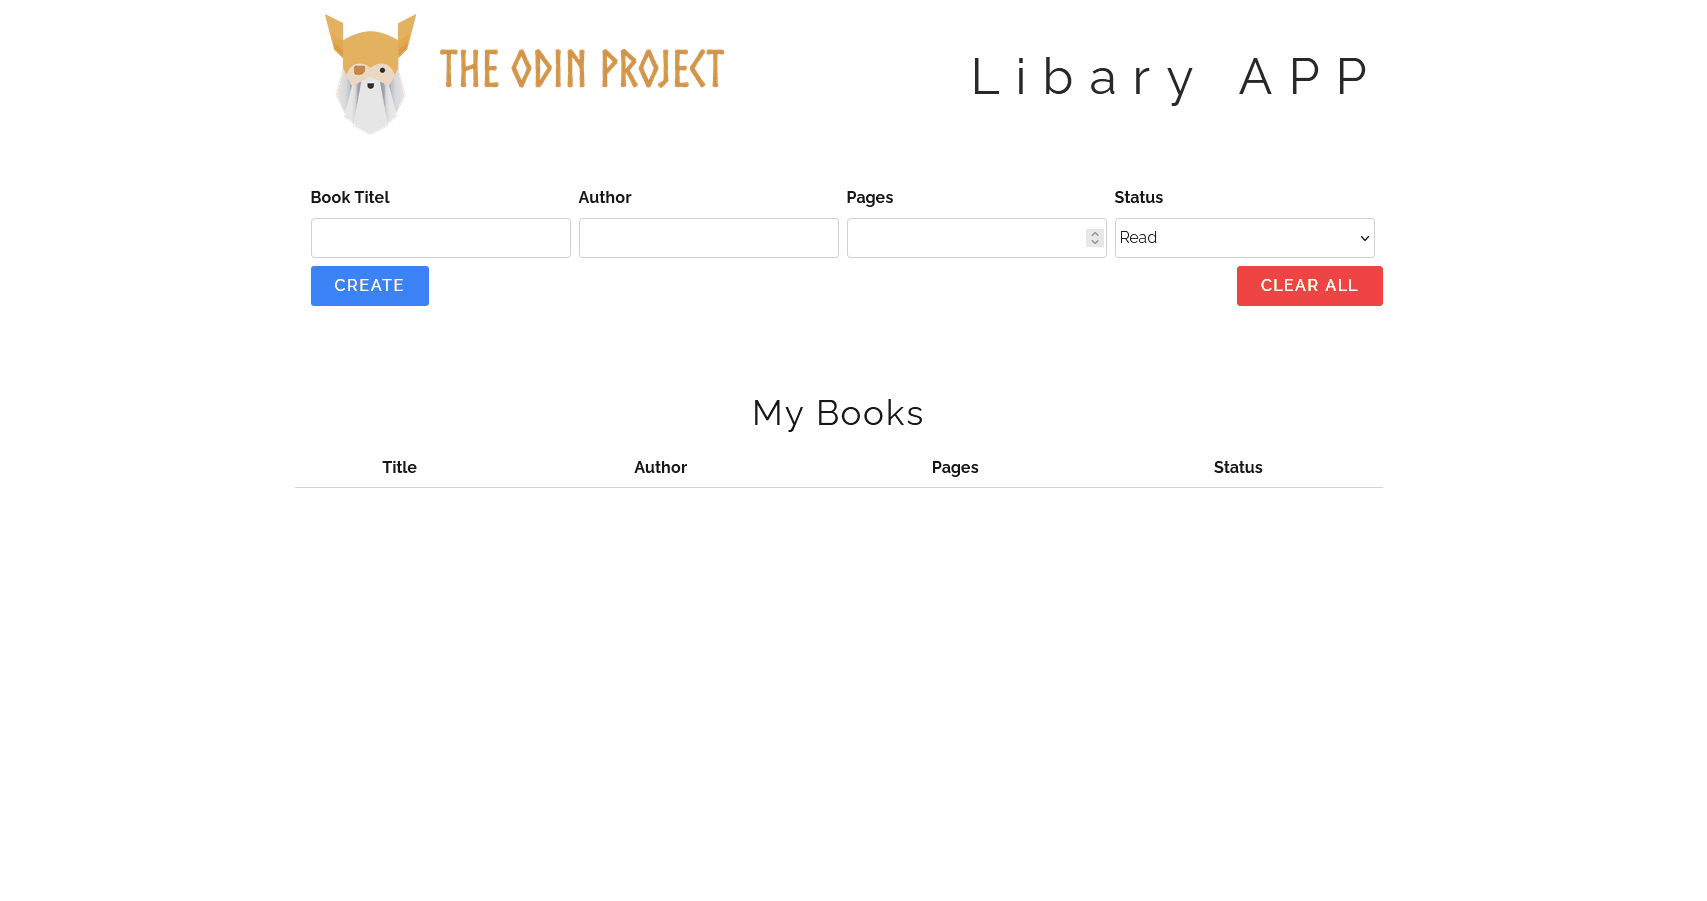 THE ODIN PROJECT
Libary APP
Book Titel Author Pages Status
Read
CREATE CLEAR ALL
My Books
Title Author Pages Status